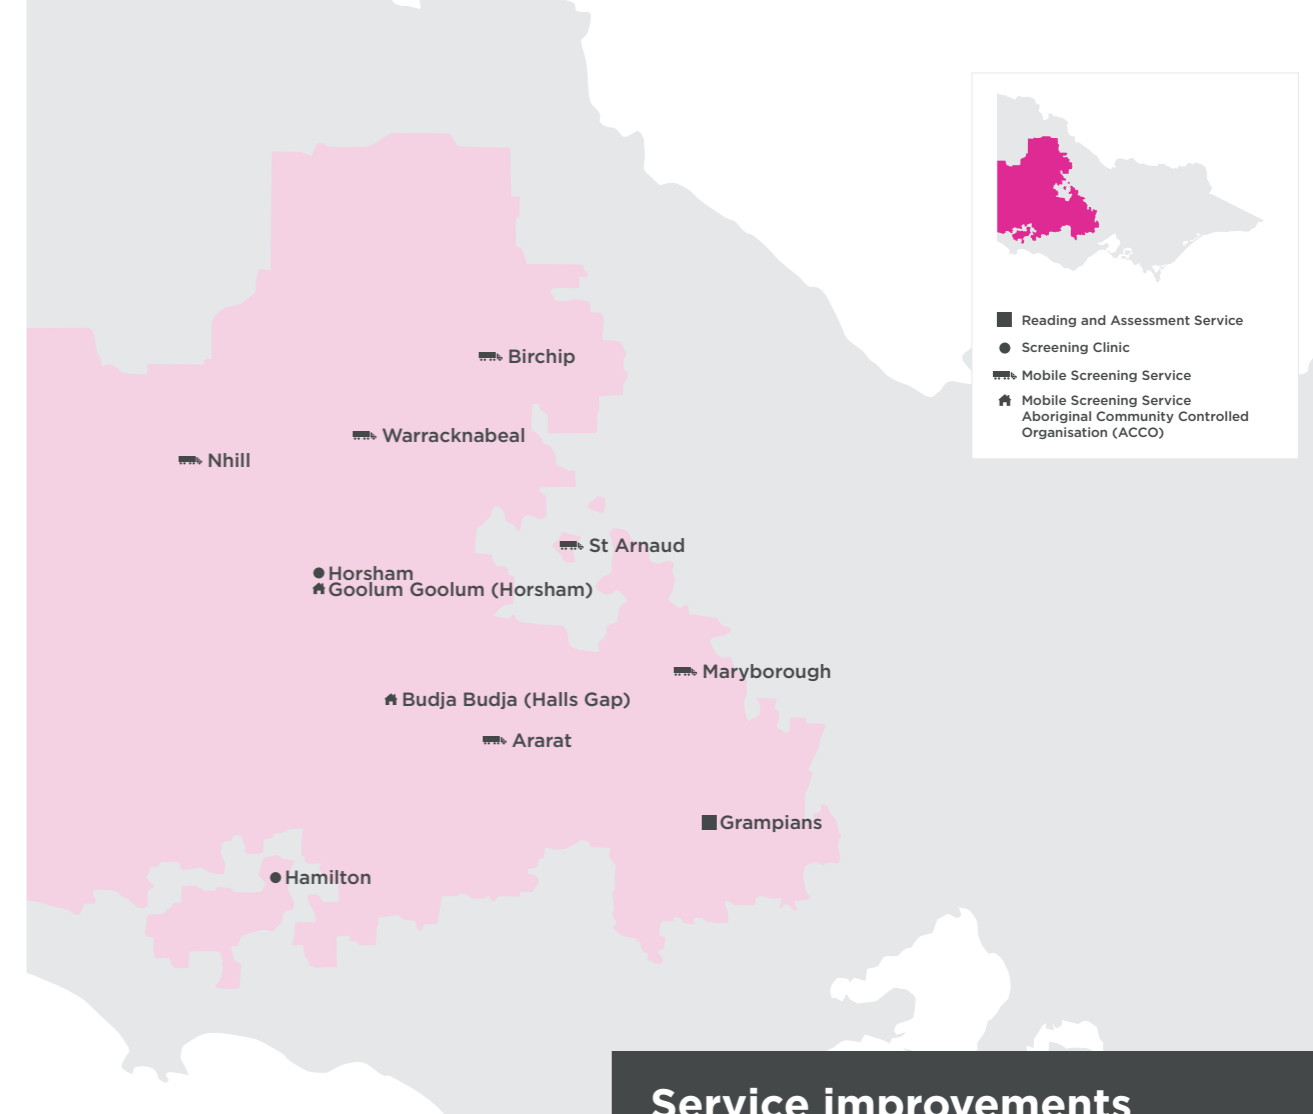 Reading and Assessment Service
Screening Clinic
Mobile Screening Service
Mobile Screening Service
Aboriginal Community Controlled
Organisation (ACCO)
Birchip
Warracknabeal
Nhill
St Arnaud
Horsham
Goolum Goolum (Horsham)
Maryborough
Budja Budja (Halls Gap)
Ararat
Grampians
Hamilton
Service improvements